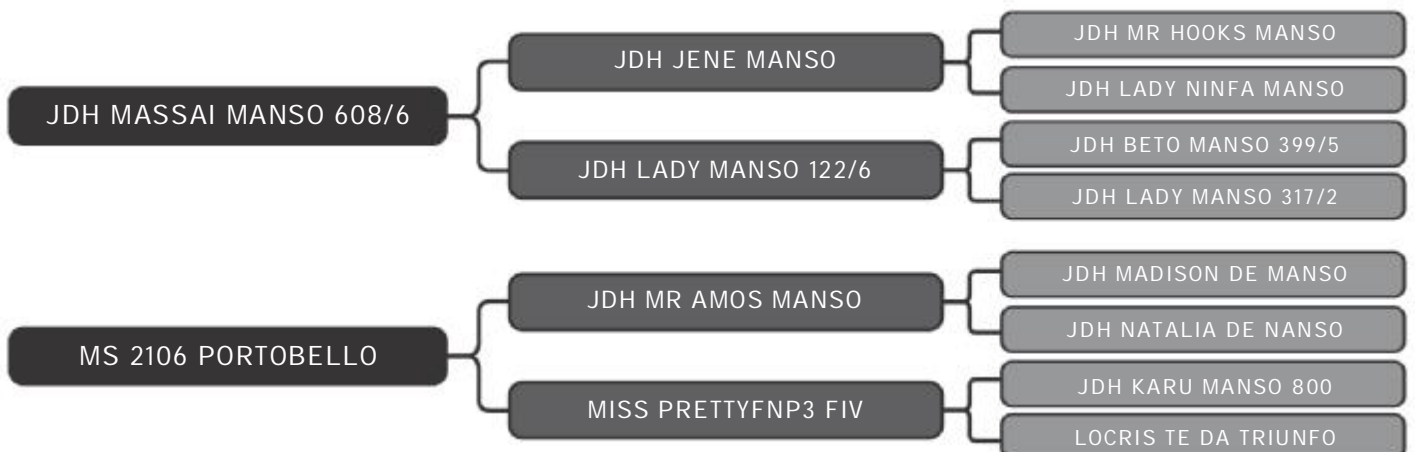 JDH MR HOOKS MANSO
JDH JENE MANSO
JDH LADY NINFA MANSO
JDH MASSAI MANSO 608/6
JDH BETO MANSO 399/5
JDH LADY MANSO 122/6
JDH LADY MANSO 317/2
JDH MADISON DE MANSO
JDH MR AMOS MANSO
JDH NATALIA DE NANSO
MS 2106 PORTOBELLO
JDH KARU MANSO 800
MISS PRETTYFNP3 FIV
LOCRIS TE DA TRIUNFO